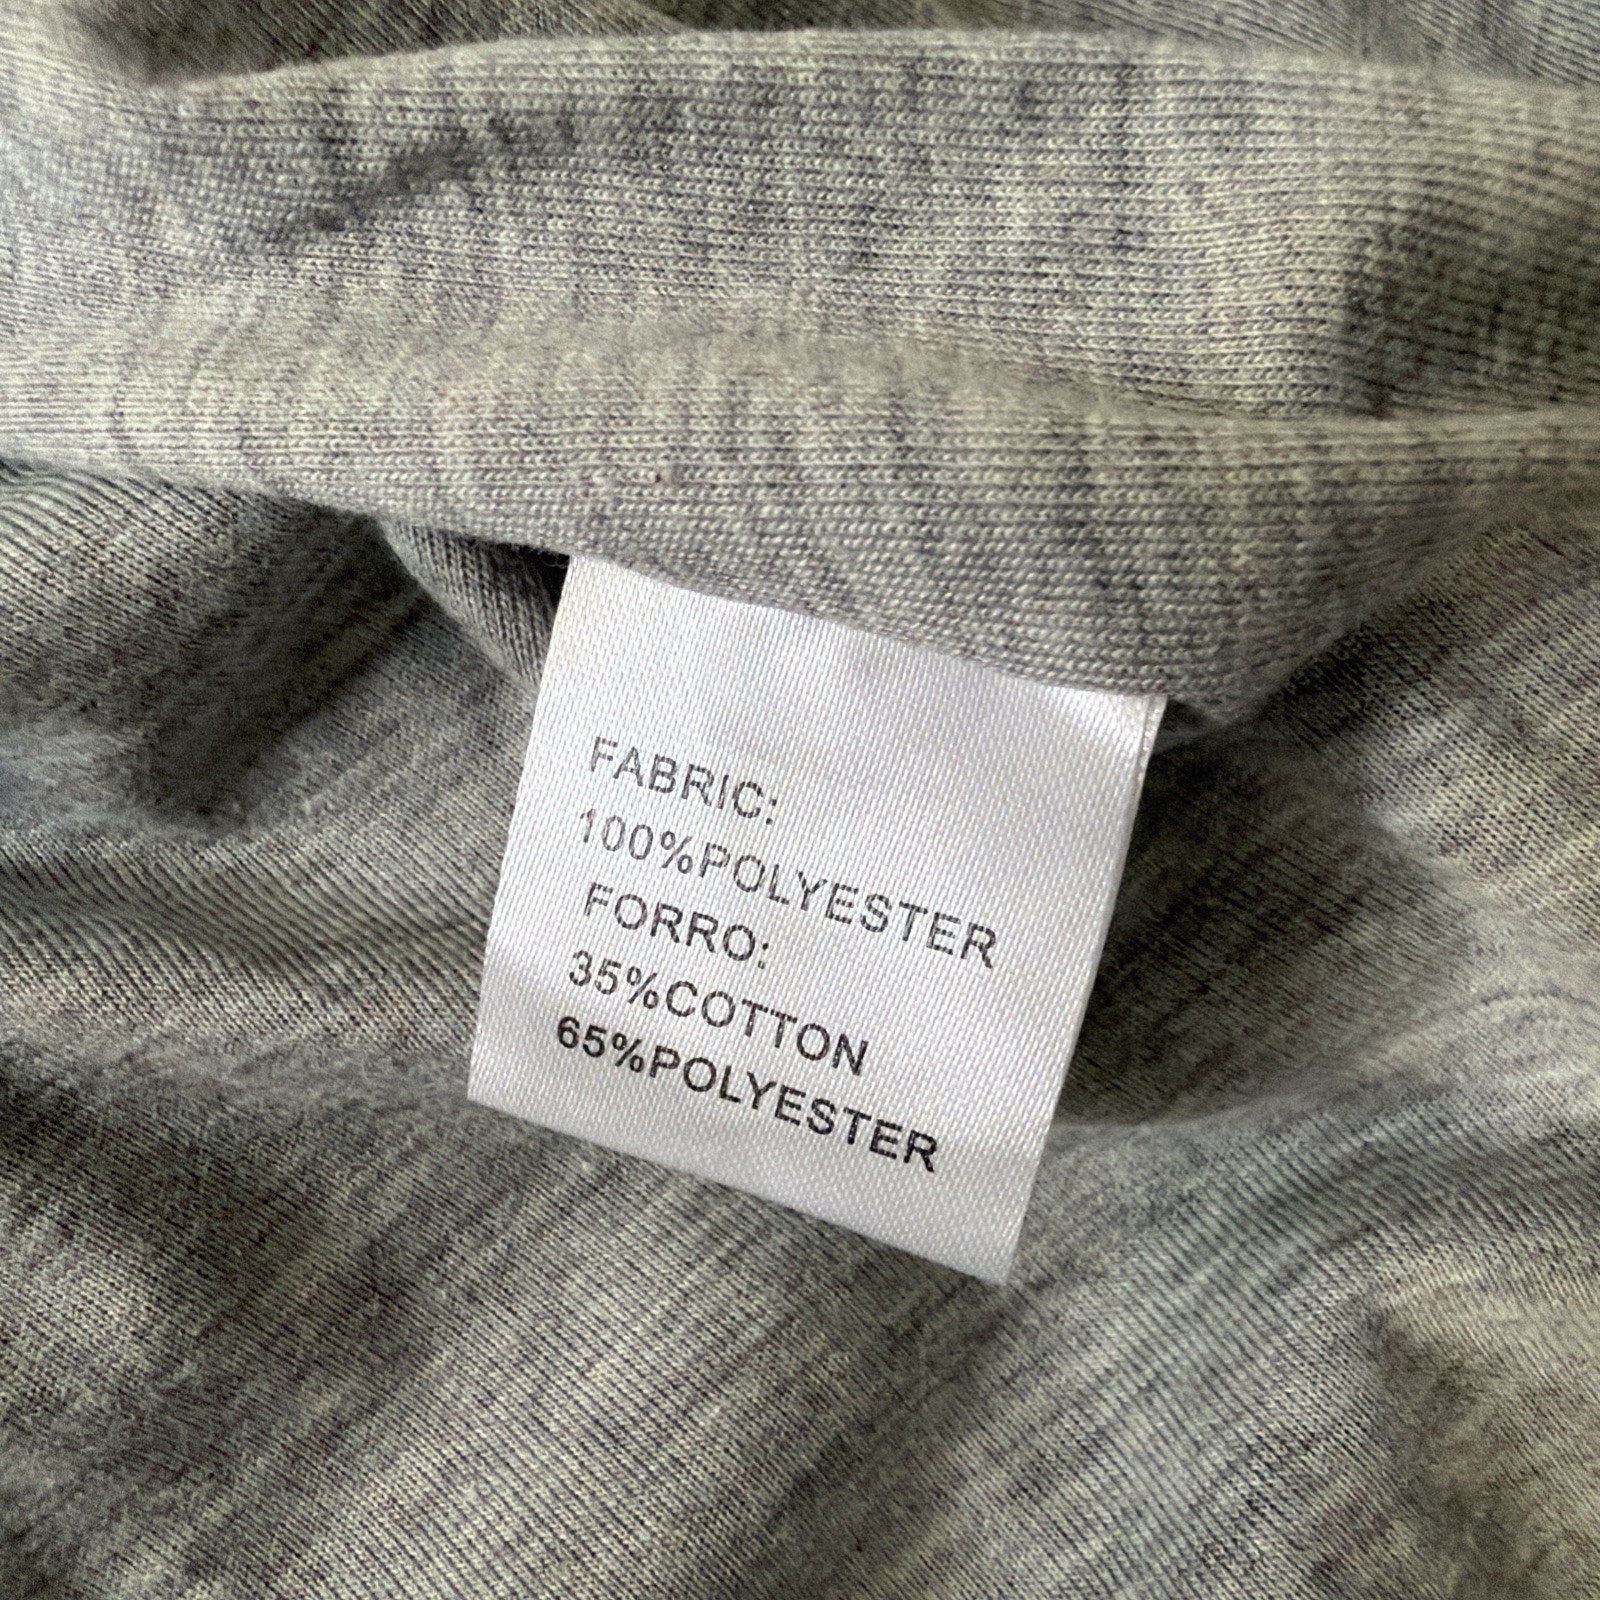 FABRIC:
100%POLYESTER
FORRO:
35%COTTON
65%POLYESTER